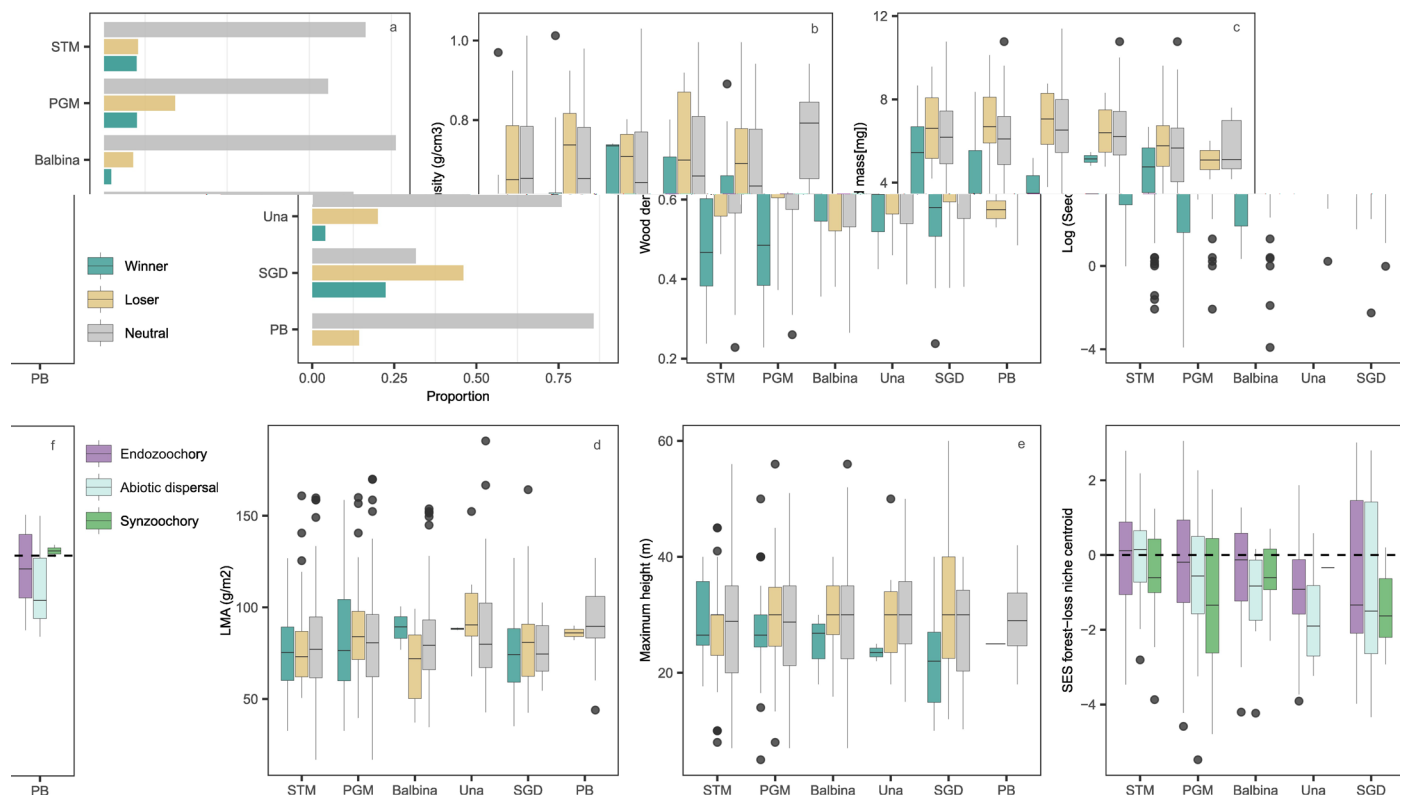 a
b
c
STM
PGM
Balbina
1.0
0.8
sity (g/cm3)
12
8
4
d mass[mg])
Una
SGD
PB
Winner
Loser
Neutral
PB
0.00
0.25
0.50
0.75
Proportion
Wood den
0.6
0.4
0.2
STM
PGM
Balbina
Una
SGD
PB
Log (Seed
0
−4
STM
PGM
Balbina
Una
SGD
f
Endozoochory
Abiotic dispersal
Synzoochory
PB
d
LMA (g/m2)
150
100
50
STM
PGM
Balbina
Una
SGD
PB
e
Maximum height (m)
60
40
20
STM
PGM
Balbina
Una
SGD
PB
SES forest−loss niche centroid
2
0
−2
−4
STM
PGM
Balbina
Una
SGD